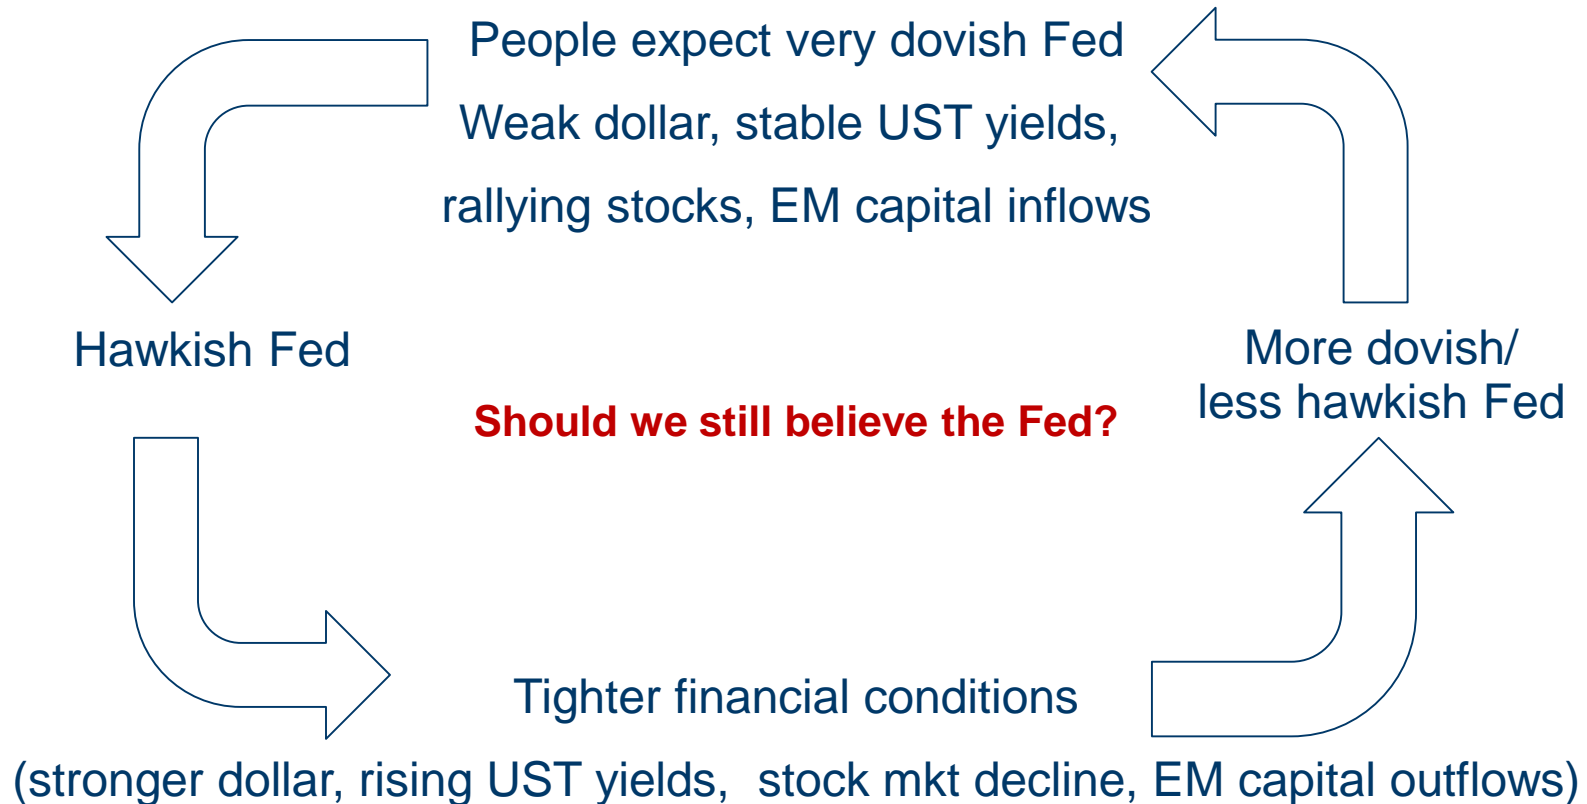 People expect very dovish Fed
Weak dollar, stable UST yields,
rallying stocks, EM capital inflows
Hawkish Fed
More dovish/
less hawkish Fed
Should we still believe the Fed?
Tighter financial conditions
(stronger dollar, rising UST yields,  stock mkt decline, EM capital outflows)